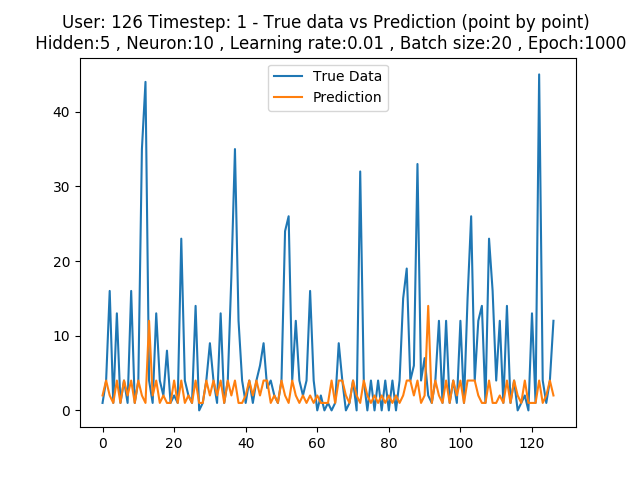 User: 126 Timestep: 1 - True data vs Prediction (point by point)
Hidden:5 , Neuron:10 , Learning rate:0.01 , Batch size:20 , Epoch:1000
True Data
Prediction
40
30
20
10
0
0 20 40 60 80 100 120